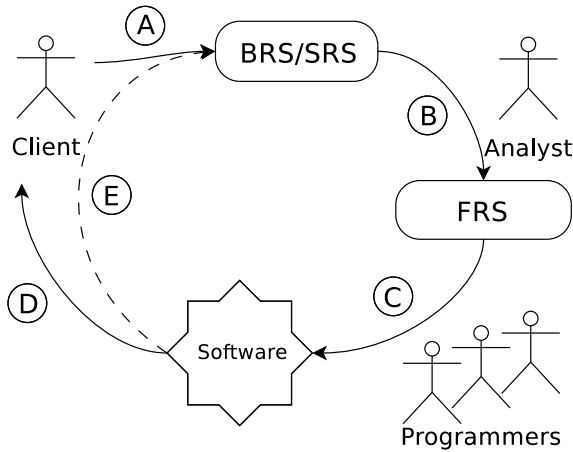 A
BRS/SRS
B
Client
Analyst
E
FRS
D
C
Software
Programmers